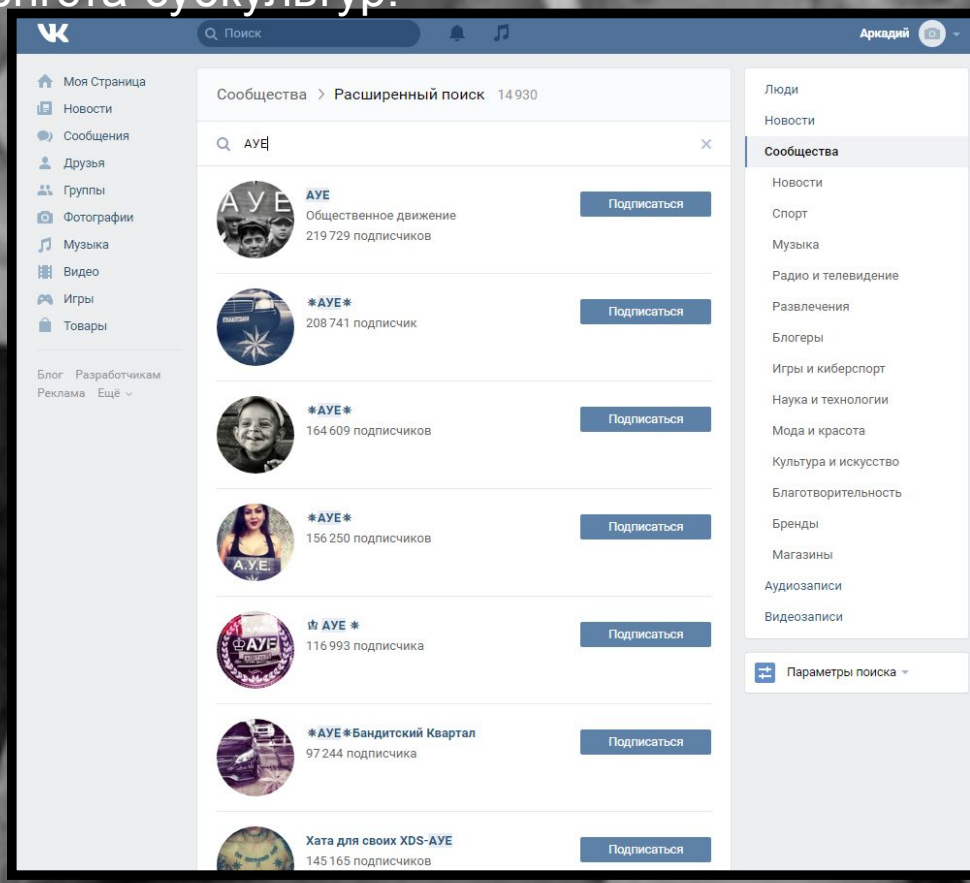 Поиск
Аркадий
Моя Страница
Новости
Сообщения
Друзья
Группы
Фотографии
Музыка
Видео
Игры
Товары
Блог Разработчикам
Реклама Ещё
Сообщества > Расширенный поиск 14 930
АУЕ
АУЕ
АУЕ
Общественное движение
219 729 подписчиков
Подписаться
✴АУЕ✴
208 741 подписчик
Подписаться
✴АУЕ✴
164 609 подписчиков
Подписаться
А.У.Е.
✴АУЕ✴
156 250 подписчиков
Подписаться
АУЕ
♔ АУЕ ✴
116 993 подписчика
Подписаться
✴АУЕ✴Бандитский Квартал
97 244 подписчика
Подписаться
Хата для своих XDS-АУЕ
145 165 подписчиков
Подписаться
Люди
Новости
Сообщества
Новости
Спорт
Музыка
Радио и телевидение
Развлечения
Блогеры
Игры и киберспорт
Наука и технологии
Мода и красота
Культура и искусство
Благотворительность
Бренды
Магазины
Аудиозаписи
Видеозаписи
Параметры поиска